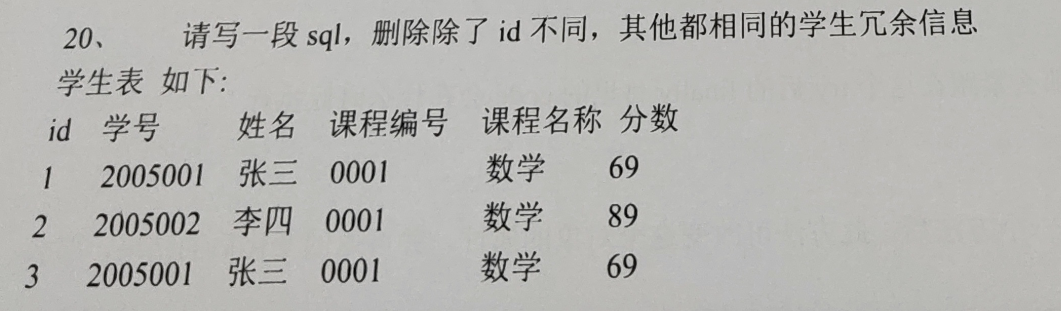 20、 请写一段 sql，删除除了 id 不同，其他都相同的学生冗余信息
学生表 如下:
id 学号 姓名 课程编号 课程名称 分数
1 2005001 张三 0001 数学 69
2 2005002 李四 0001 数学 89
3 2005001 张三 0001 数学 69